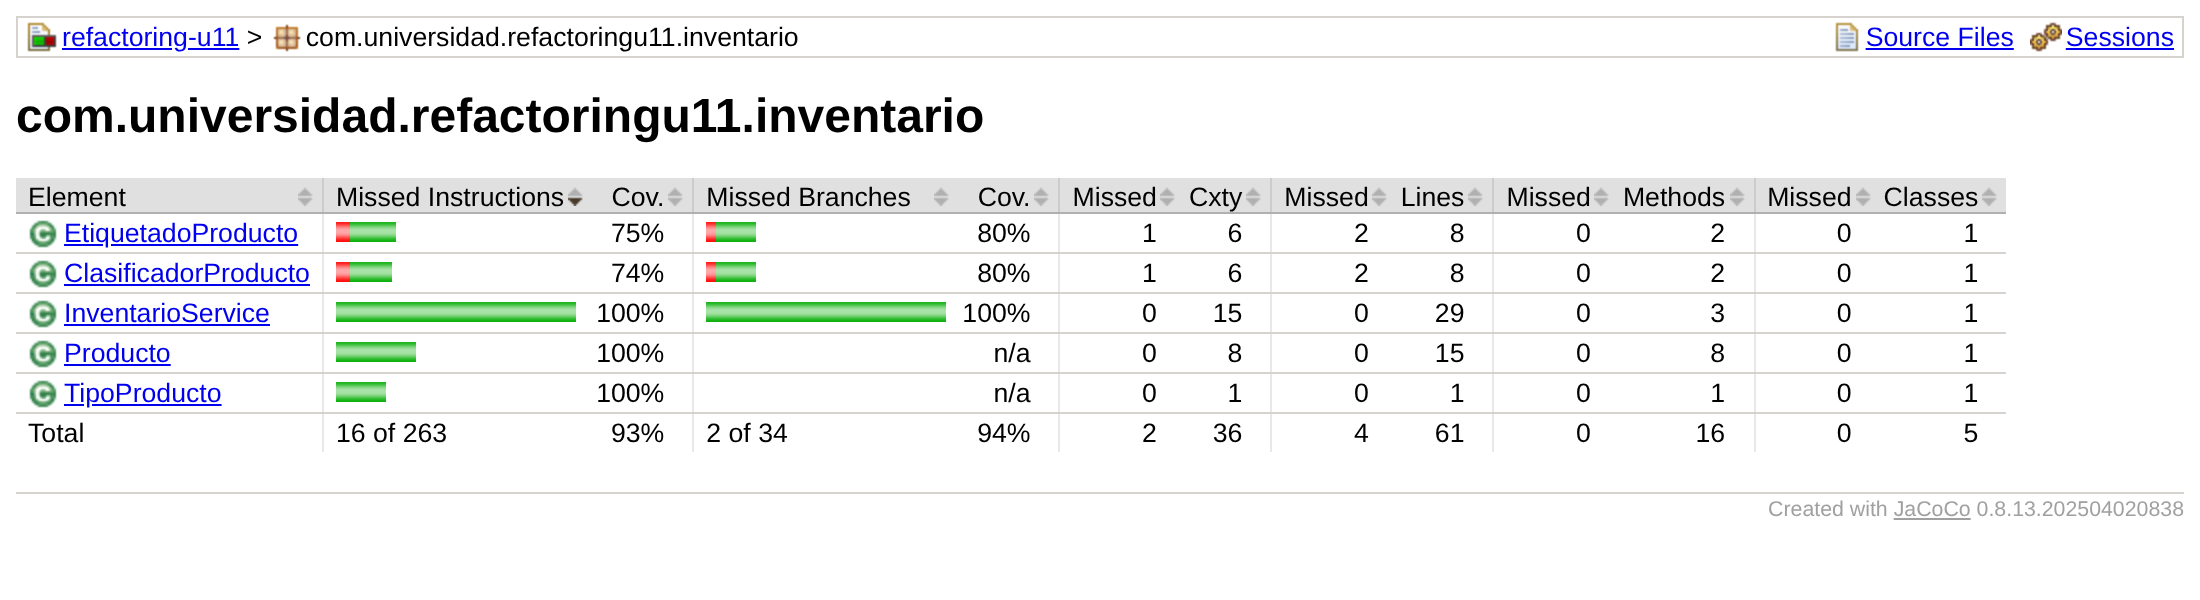 refactoring-u11 > com.universidad.refactoringu11.inventario Source Files Sessions
com.universidad.refactoringu11.inventario
Element Missed Instructions Cov. Missed Branches Cov. Missed Cxty Missed Lines Missed Methods Missed Classes
EtiquetadoProducto 75% 80% 1 6 2 8 0 2 0 1
ClasificadorProducto 74% 80% 1 6 2 8 0 2 0 1
InventarioService 100% 100% 0 15 0 29 0 3 0 1
Producto 100% n/a 0 8 0 15 0 8 0 1
TipoProducto 100% n/a 0 1 0 1 0 1 0 1
Total 16 of 263 93% 2 of 34 94% 2 36 4 61 0 16 0 5
Created with JaCoCo 0.8.13.202504020838